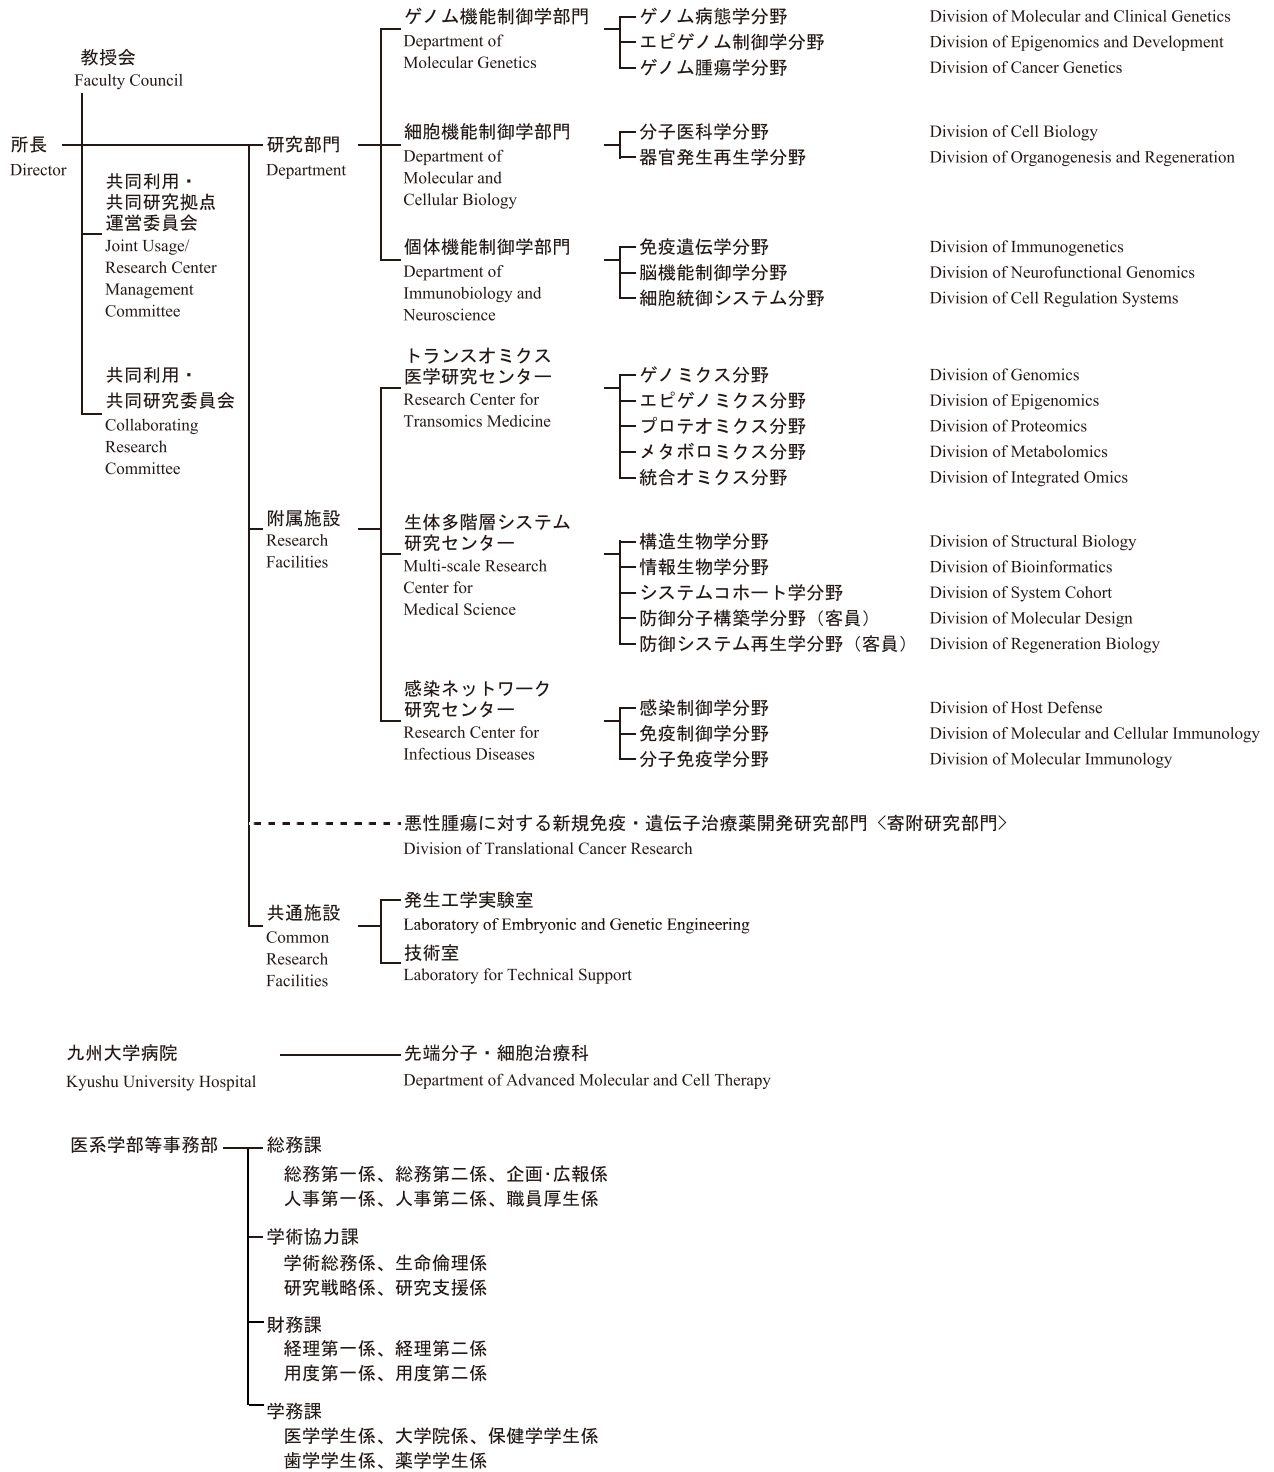 教授会
Faculty Council
所長
Director
共同利用・
共同研究拠点
運営委員会
Joint Usage/
Research Center
Management
Committee
共同利用・
共同研究委員会
Collaborating
Research
Committee
研究部門
Department
ゲノム機能制御学部門
Department of
Molecular Genetics
ゲノム病態学分野 Division of Molecular and Clinical Genetics
エピゲノム制御学分野 Division of Epigenomics and Development
ゲノム腫瘍学分野 Division of Cancer Genetics
細胞機能制御学部門
Department of
Molecular and
Cellular Biology
分子医科学分野 Division of Cell Biology
器官発生再生学分野 Division of Organogenesis and Regeneration
個体機能制御学部門
Department of
Immunobiology and
Neuroscience
免疫遺伝学分野 Division of Immunogenetics
脳機能制御学分野 Division of Neurofunctional Genomics
細胞統御システム分野 Division of Cell Regulation Systems
附属施設
Research
Facilities
トランスオミクス
医学研究センター
Research Center for
Transomics Medicine
ゲノミクス分野 Division of Genomics
エピゲノミクス分野 Division of Epigenomics
プロテオミクス分野 Division of Proteomics
メタボロミクス分野 Division of Metabolomics
統合オミクス分野 Division of Integrated Omics
生体多階層システム
研究センター
Multi-scale Research
Center for
Medical Science
構造生物学分野 Division of Structural Biology
情報生物学分野 Division of Bioinformatics
システムコホート学分野 Division of System Cohort
防御分子構築学分野（客員） Division of Molecular Design
防御システム再生学分野（客員） Division of Regeneration Biology
感染ネットワーク
研究センター
Research Center for
Infectious Diseases
感染制御学分野 Division of Host Defense
免疫制御学分野 Division of Molecular and Cellular Immunology
分子免疫学分野 Division of Molecular Immunology
悪性腫瘍に対する新規免疫・遺伝子治療薬開発研究部門〈寄附研究部門〉
Division of Translational Cancer Research
共通施設
Common
Research
Facilities
発生工学実験室
Laboratory of Embryonic and Genetic Engineering
技術室
Laboratory for Technical Support
九州大学病院
Kyushu University Hospital
先端分子・細胞治療科
Department of Advanced Molecular and Cell Therapy
医系学部等事務部
総務課
総務第一係、総務第二係、企画･広報係
人事第一係、人事第二係、職員厚生係
学術協力課
学術総務係、生命倫理係
研究戦略係、研究支援係
財務課
経理第一係、経理第二係
用度第一係、用度第二係
学務課
医学学生係、大学院係、保健学学生係
歯学学生係、薬学学生係